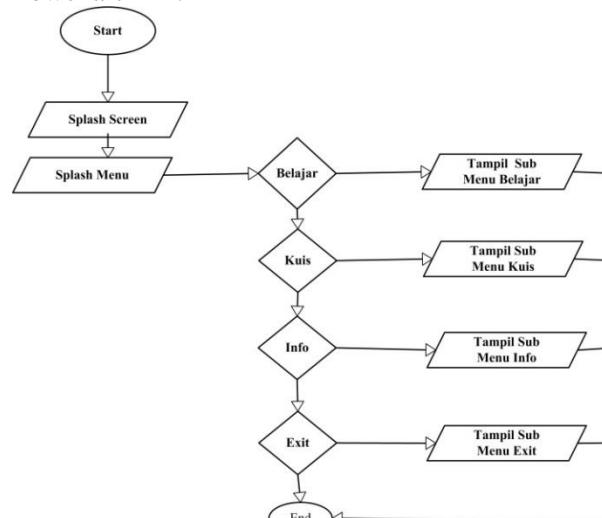 Start
Splash Screen
Splash Menu
Belajar
Tampil Sub
Menu Belajar
Kuis
Tampil Sub
Menu Kuis
Info
Tampil Sub
Menu Info
Exit
Tampil Sub
Menu Exit
End